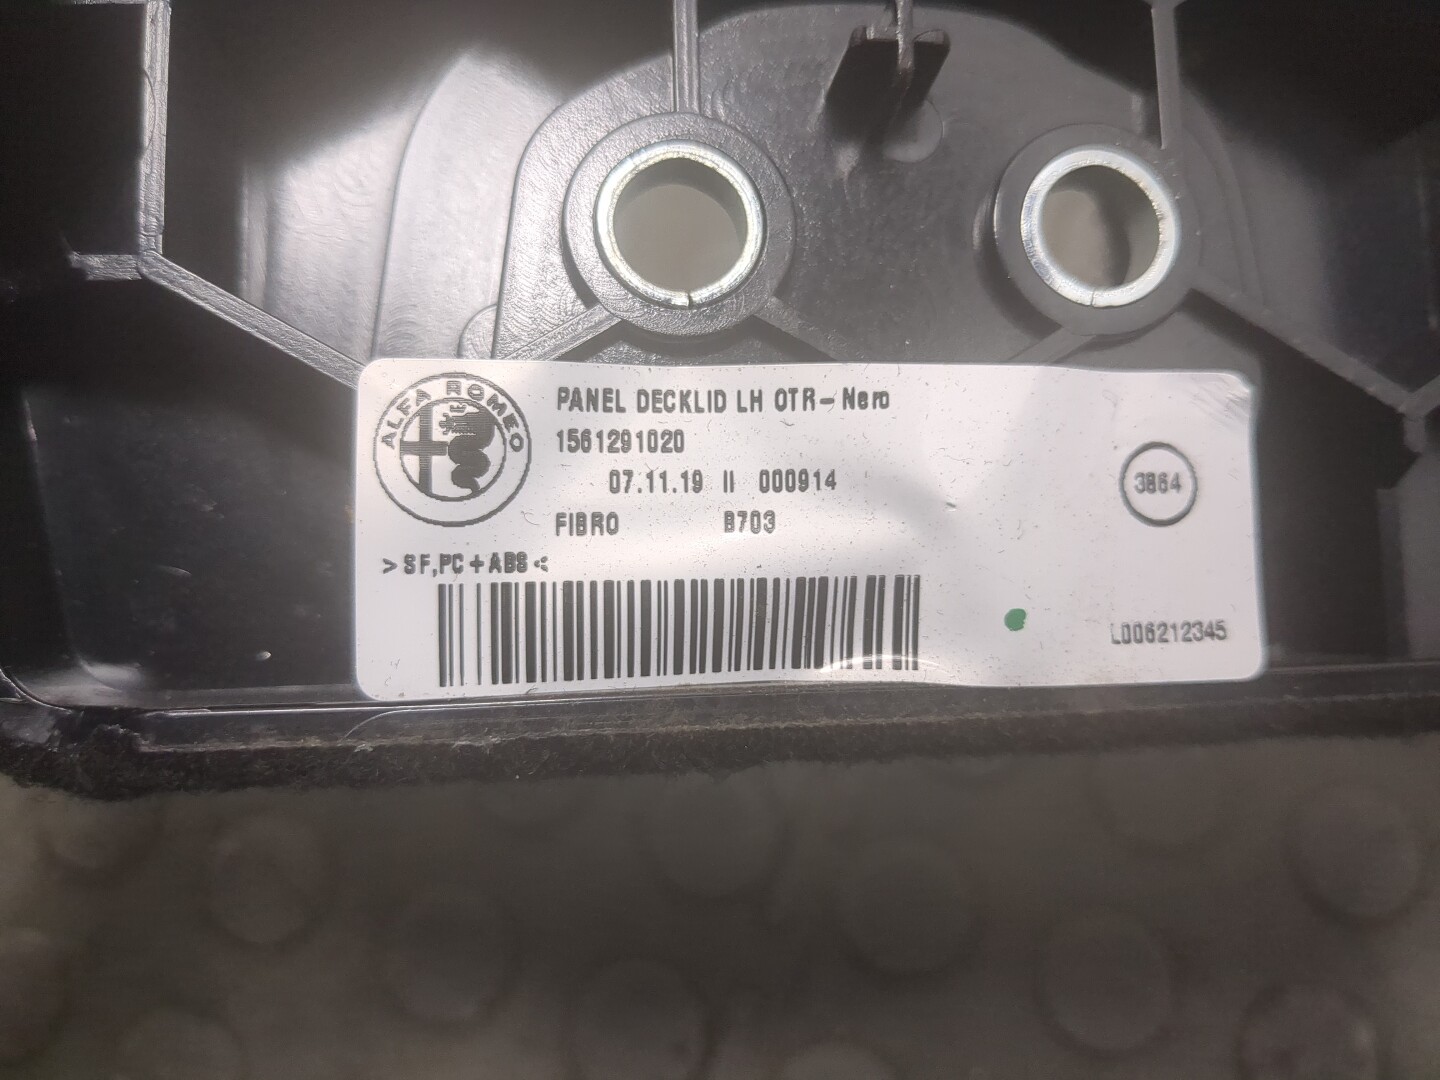 ALFA ROMEO
PANEL DECKLID LH OTR-Nero
1561291020
07.11.19 II 000914
3864
FIBRO B703
>SF,PC+ABS<
L006212345